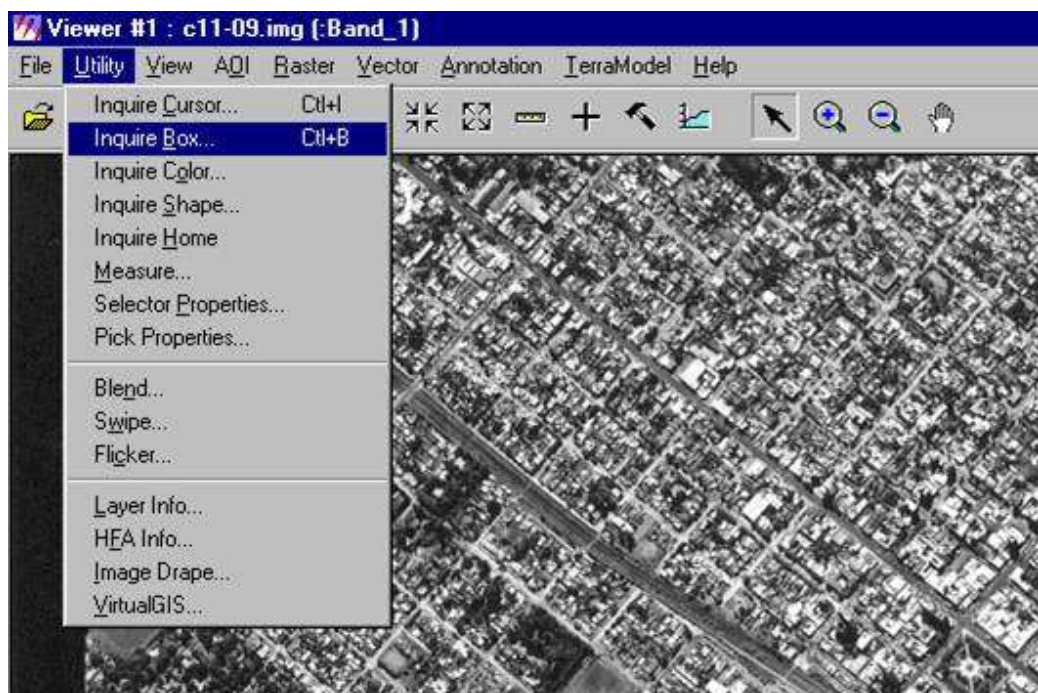 Viewer #1 : c11-09.img (:Band_1)
File Utility View AOI Raster Vector Annotation TerraModel Help
Inquire Cursor... Ctl+I
Inquire Box... Ctl+B
Inquire Color...
Inquire Shape...
Inquire Home
Measure...
Selector Properties...
Pick Properties...
Blend...
Swipe...
Flicker...
Layer Info...
HFA Info...
Image Drape...
VirtualGIS...